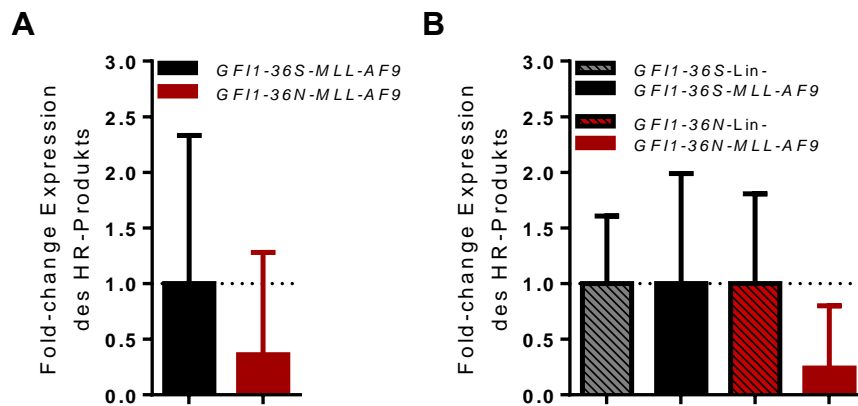 A
GFI1-36S-MLL-AF9
GFI1-36N-MLL-AF9
Fold-change Expression
des HR-Produkts
3.0
2.5
2.0
1.5
1.0
0.5
0.0
B
GFI1-36S-Lin-
GFI1-36S-MLL-AF9
GFI1-36N-Lin-
GFI1-36N-MLL-AF9
Fold-change Expression
des HR-Produkts
3.0
2.5
2.0
1.5
1.0
0.5
0.0